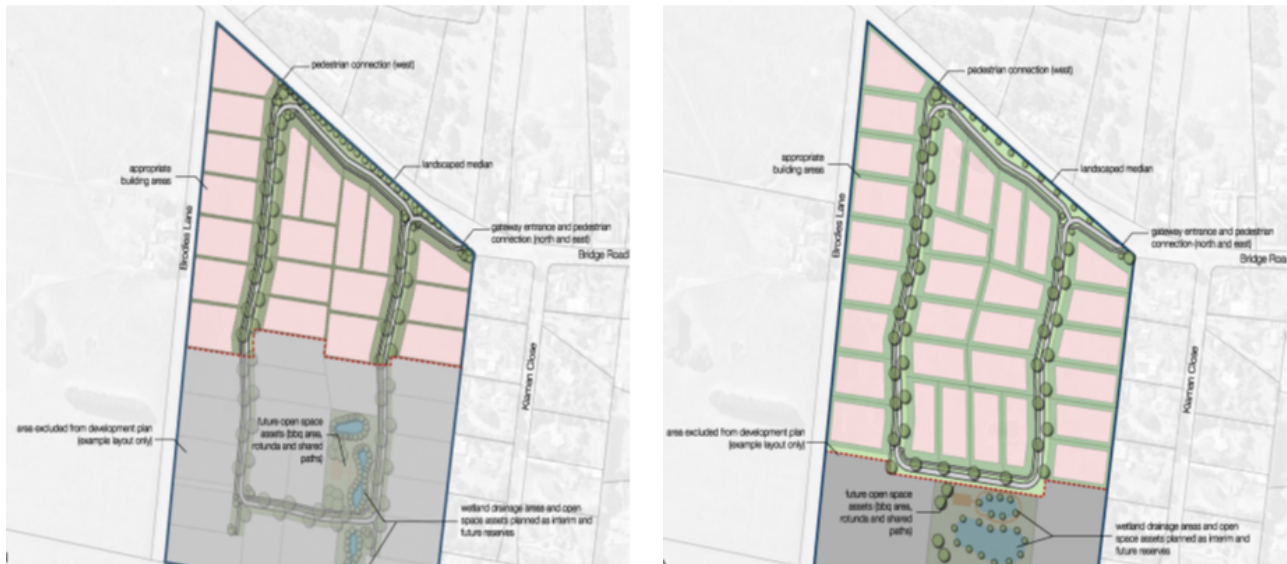 pedestrian connection (west)
landscaped median
appropriate
building areas
Brodies Lane
gateway entrance and pedestrian
connection (north and east)
Bridge Road
Kiaman Close
area excluded from development plan
(example layout only)
future open space
assets (bbq area,
rotunda and shared
paths)
wetland drainage areas and open
space assets planned as interim and
future reserves
pedestrian connection (west)
landscaped median
appropriate
building areas
Brodies Lane
gateway entrance and pedestrian
connection (north and east)
Bridge Roa
Kiaman Close
area excluded from development plan
(example layout only)
future open space
assets (bbq area,
rotunda and shared
paths)
wetland drainage areas and open
space assets planned as interim and
future reserves